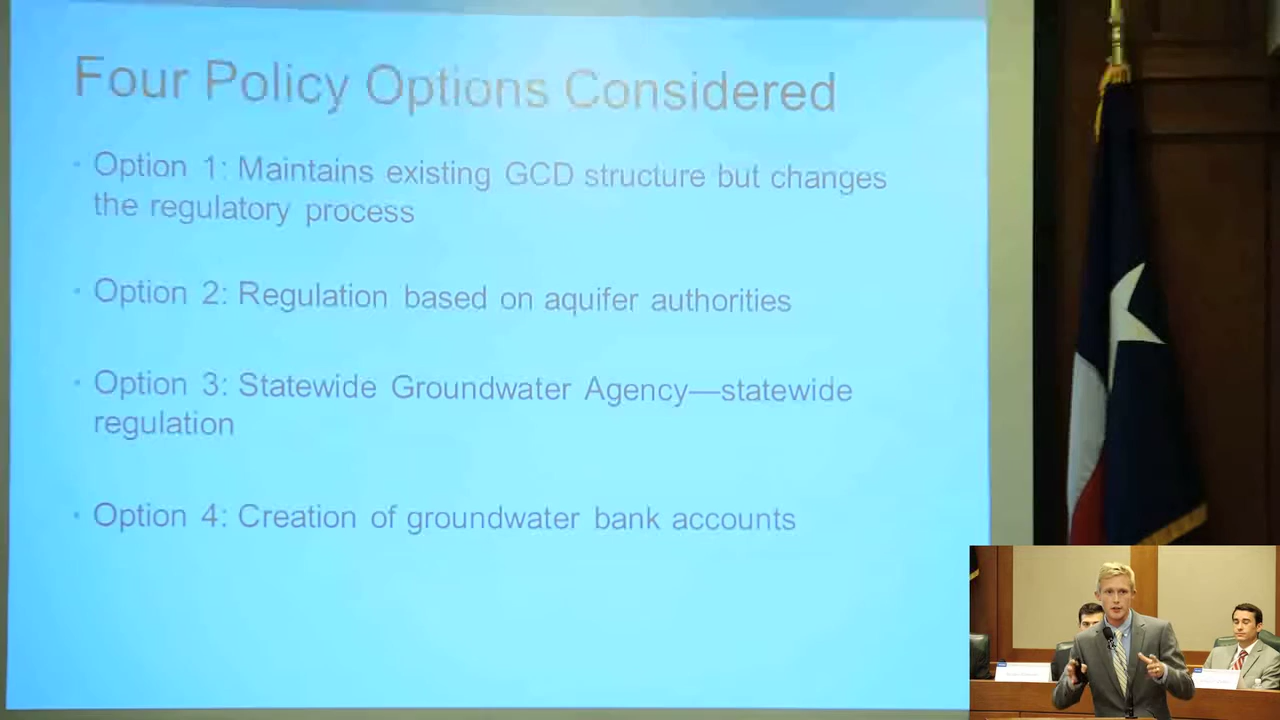 Four Policy Options Considered
• Option 1: Maintains existing GCD structure but changes
the regulatory process
• Option 2: Regulation based on aquifer authorities
• Option 3: Statewide Groundwater Agency—statewide
regulation
• Option 4: Creation of groundwater bank accounts